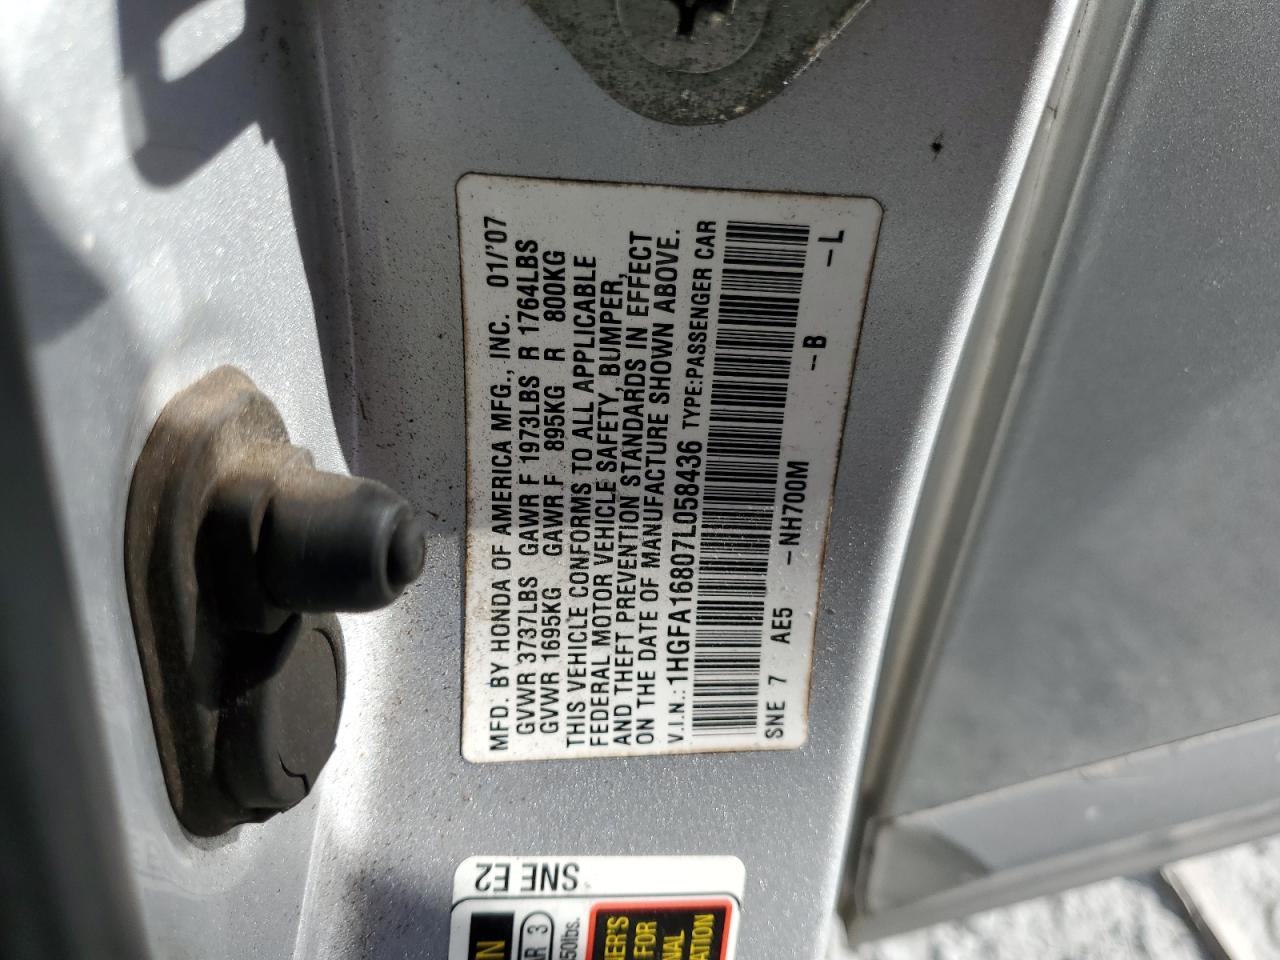 MFD. BY HONDA OF AMERICA MFG., INC. 01/'07
GVWR 3737LBS GAWR F 1973LBS R 1764LBS
GVWR 1695KG GAWR F 895KG R 800KG
THIS VEHICLE CONFORMS TO ALL APPLICABLE
FEDERAL MOTOR VEHICLE SAFETY, BUMPER,
AND THEFT PREVENTION STANDARDS IN EFFECT
ON THE DATE OF MANUFACTURE SHOWN ABOVE.
V.I.N.: 1HGFA16807L058436 TYPE:PASSENGER CAR
SNE 7 AE5 --NH700M --B --L
SNE E2